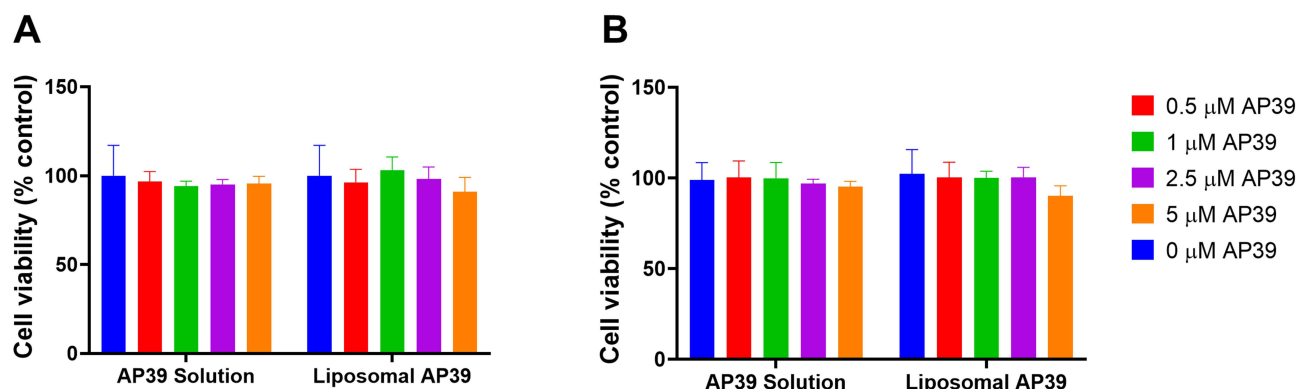 A
Cell viability (% control)
150
100
50
0
AP39 Solution
Liposomal AP39
B
Cell viability (% control)
150
100
50
0
AP39 Solution
Liposomal AP39
0.5 μM AP39
1 μM AP39
2.5 μM AP39
5 μM AP39
0 μM AP39